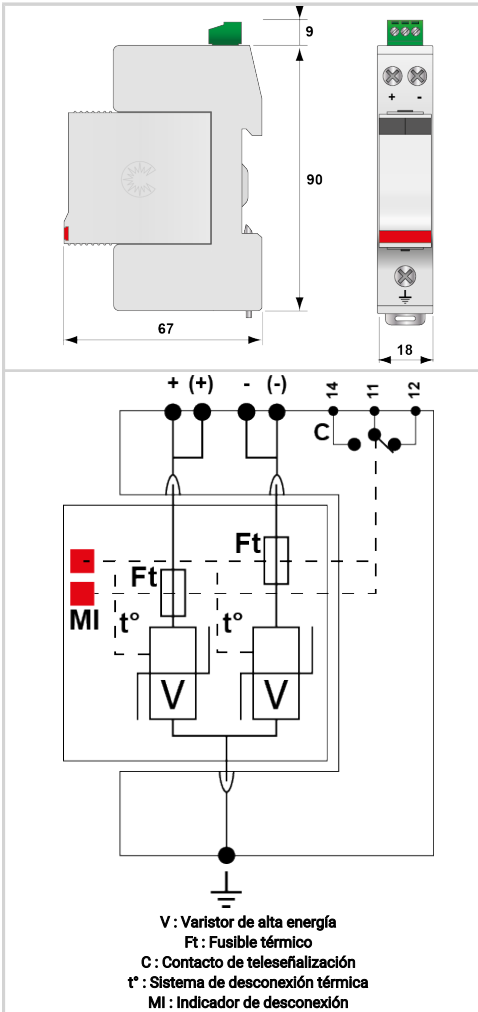 9
+ -
90
67
18
+ (+) - (-)
14 11 12
C
Ft
Ft
MI
t°
t°
V
V
V : Varistor de alta energía
Ft : Fusible térmico
C : Contacto de teleseñalización
t° : Sistema de desconexión térmica
MI : Indicador de desconexión